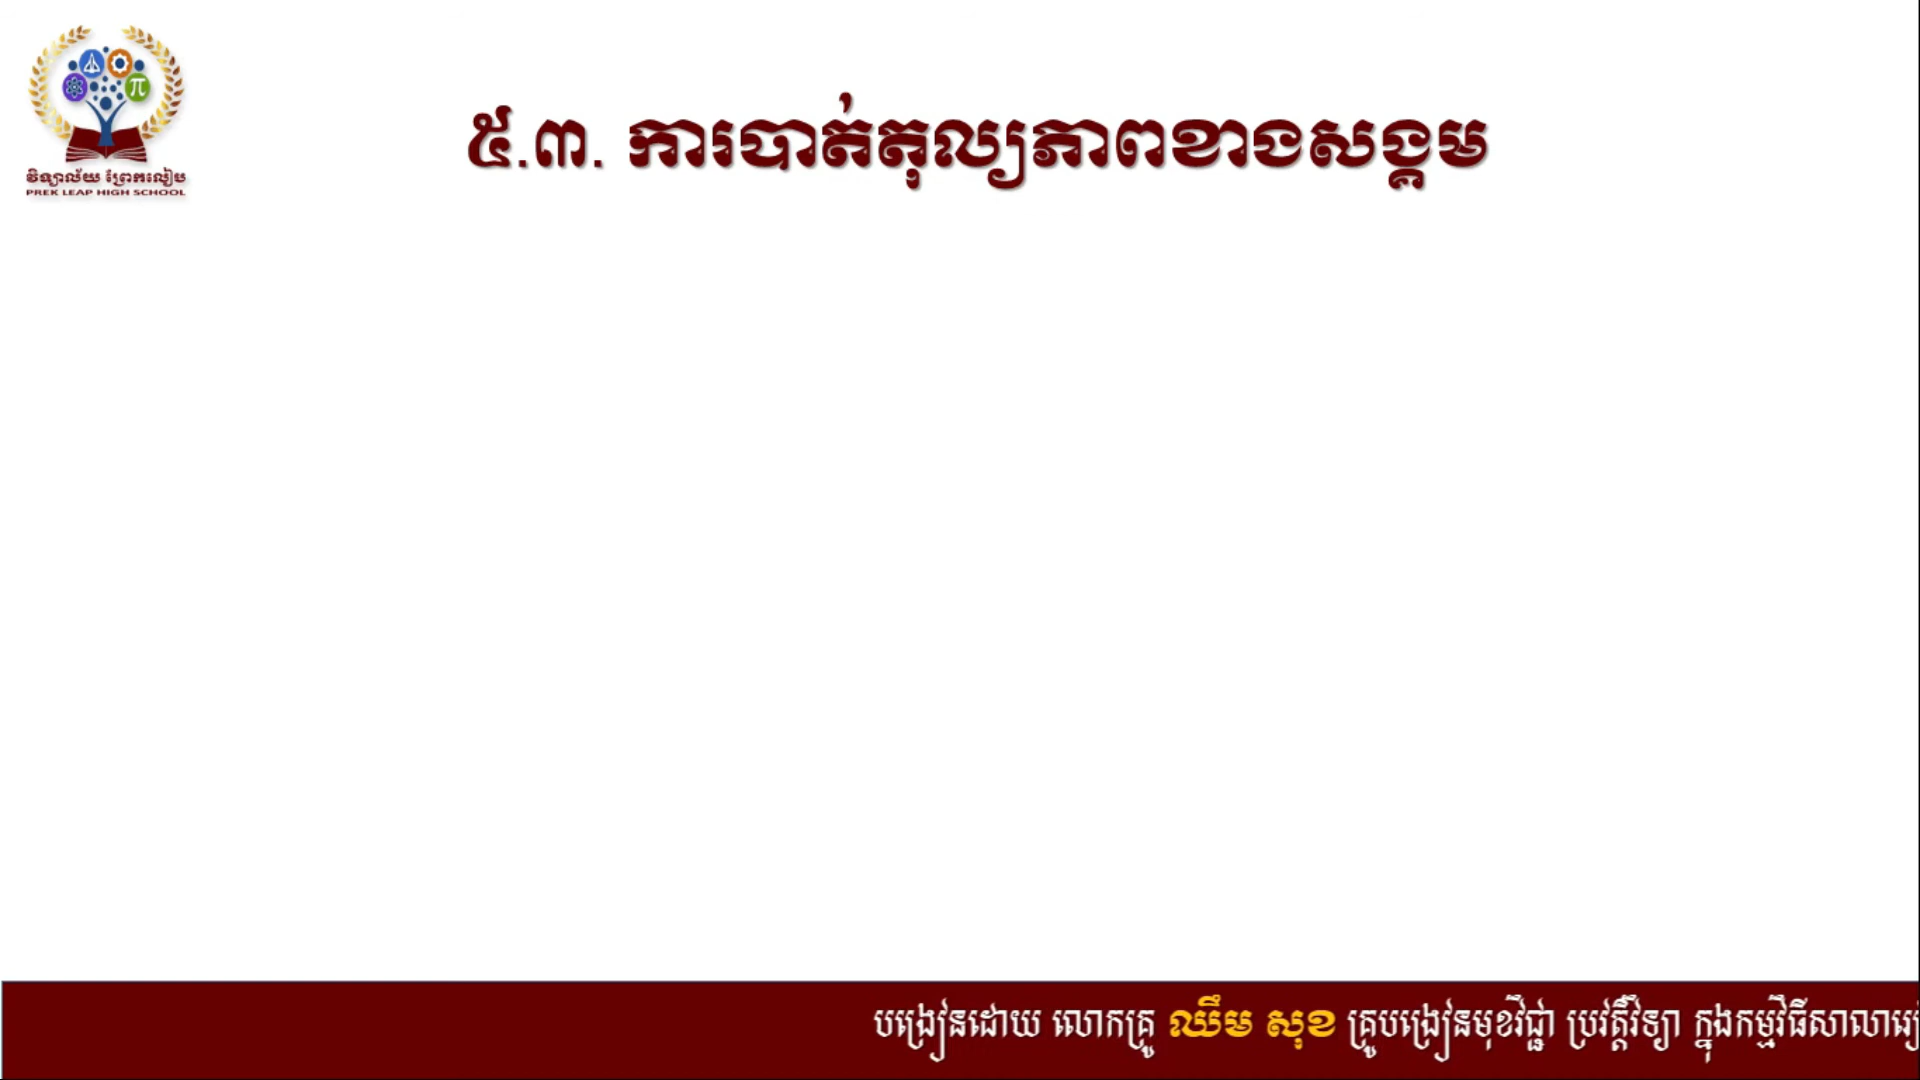 វិទ្យាល័យ ព្រែកលៀប
PREK LEAP HIGH SCHOOL
៥.៣. ការបាត់តុល្យភាពខាងសង្គម
បង្រៀនដោយ លោកគ្រូ ឈឹម សុខ គ្រូបង្រៀនមុខវិជ្ជា ប្រវត្តិវិទ្យា ក្នុងកម្មវិធីសាលា